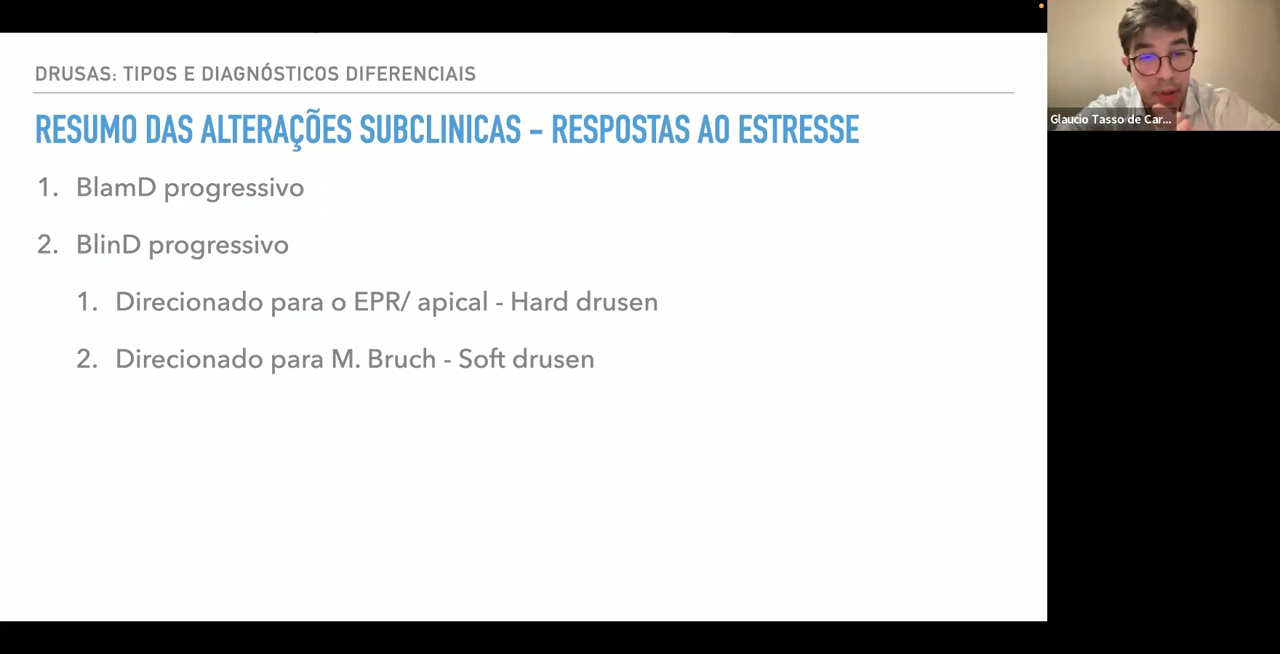 DRUSAS: TIPOS E DIAGNÓSTICOS DIFERENCIAIS
RESUMO DAS ALTERAÇÕES SUBCLINICAS – RESPOSTAS AO ESTRESSE
1. BlamD progressivo
2. BlinD progressivo
1. Direcionado para o EPR/ apical - Hard drusen
2. Direcionado para M. Bruch - Soft drusen
Glaucio Tasso de Car...